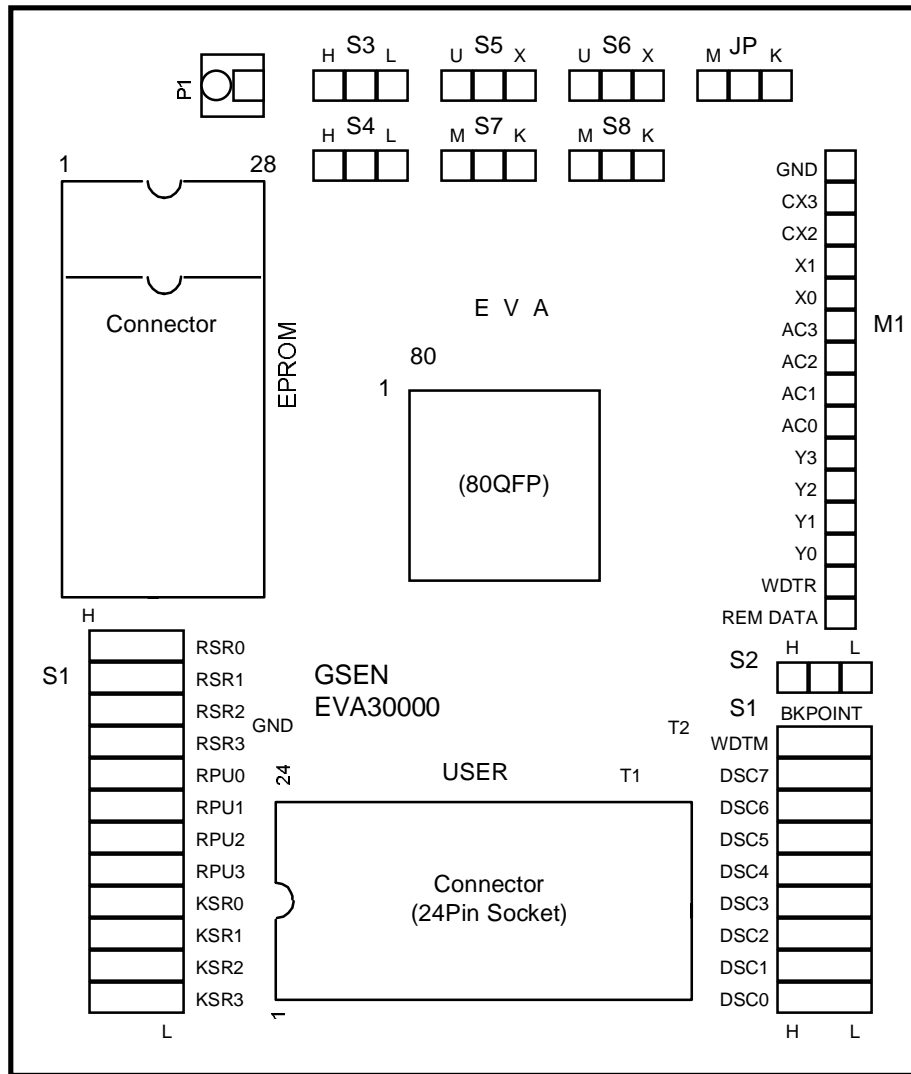 P1
H S3 L
U S5 X
U S6 X
M JP K
H S4 L
M S7 K
M S8 K
1 28
Connector
EPROM
E V A
80
1
(80QFP)
GND
CX3
CX2
X1
X0
AC3
AC2
AC1
AC0
Y3
Y2
Y1
Y0
WDTR
REM DATA
M1
H
S1
RSR0
RSR1
RSR2
RSR3
RPU0
RPU1
RPU2
RPU3
KSR0
KSR1
KSR2
KSR3
L
GSEN
EVA30000
GND
24
USER
T1
T2
Connector
(24Pin Socket)
1
S2
H L
S1
BKPOINT
WDTM
DSC7
DSC6
DSC5
DSC4
DSC3
DSC2
DSC1
DSC0
H L